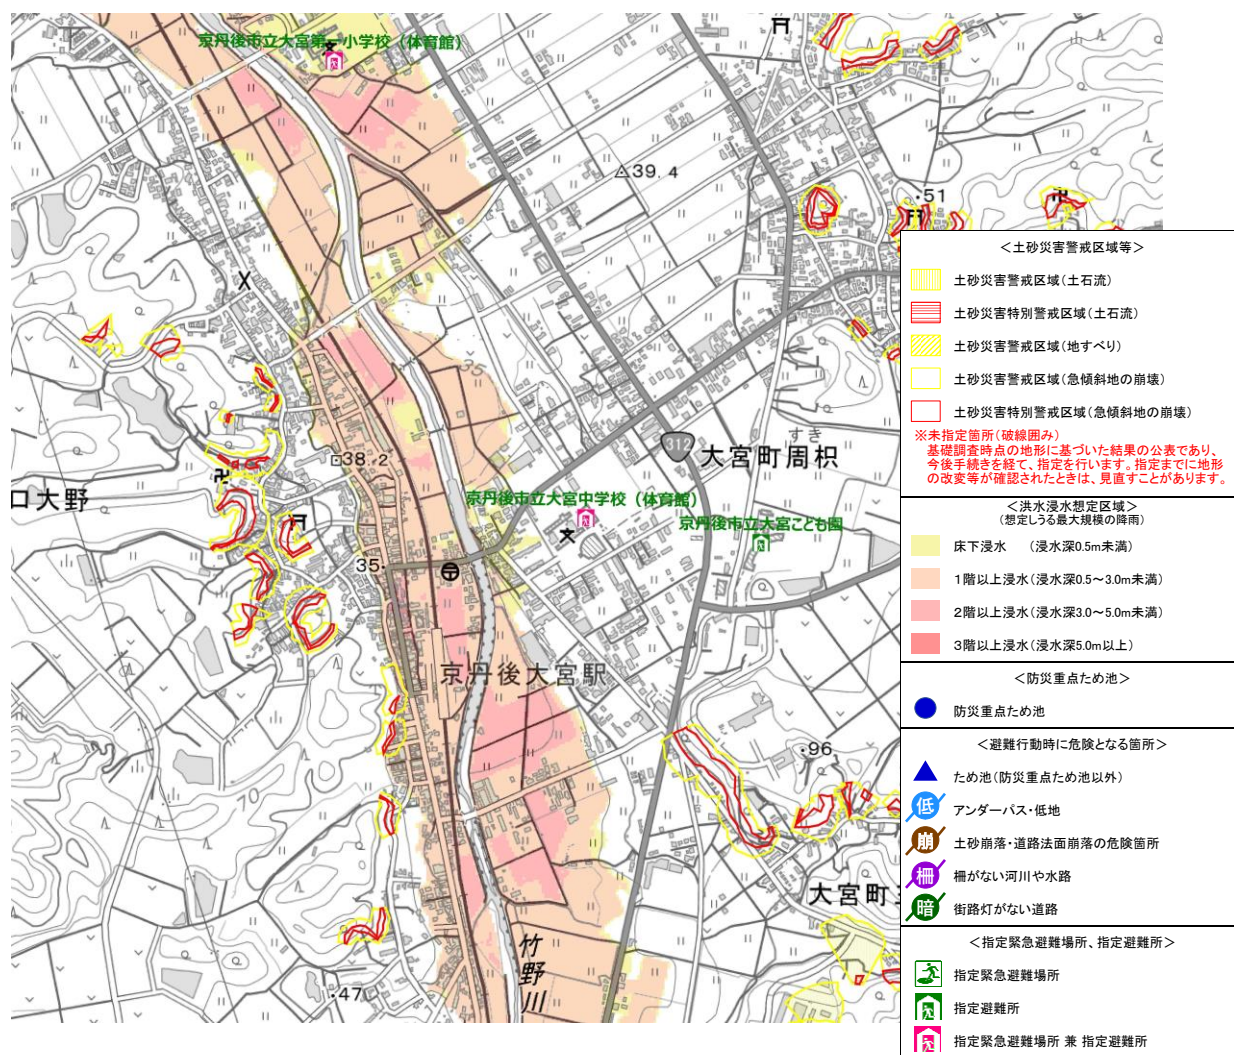 京丹後市立大宮第一小学校（体育館）
39.4
51
35
312
すき
大宮町周枳
38.2
口大野
京丹後市立大宮中学校（体育館）
京丹後市立大宮こども園
35
京丹後大宮駅
96
70
大宮町
竹野川
47
＜土砂災害警戒区域等＞
土砂災害警戒区域（土石流）
土砂災害特別警戒区域（土石流）
土砂災害警戒区域（地すべり）
土砂災害警戒区域（急傾斜地の崩壊）
土砂災害特別警戒区域（急傾斜地の崩壊）
※未指定箇所（破線囲み）
基礎調査時点の地形に基づいた結果の公表であり、
今後手続きを経て、指定を行います。指定までに地形
の改変等が確認されたときは、見直すことがあります。
＜洪水浸水想定区域＞
（想定しうる最大規模の降雨）
床下浸水　（浸水深0.5m未満）
１階以上浸水（浸水深0.5～3.0m未満）
２階以上浸水（浸水深3.0～5.0m未満）
３階以上浸水（浸水深5.0m以上）
＜防災重点ため池＞
防災重点ため池
＜避難行動時に危険となる箇所＞
ため池（防災重点ため池以外）
低 アンダーパス・低地
崩 土砂崩落・道路法面崩落の危険箇所
柵 柵がない河川や水路
暗 街路灯がない道路
＜指定緊急避難場所、指定避難所＞
指定緊急避難場所
指定避難所
指定緊急避難場所 兼 指定避難所